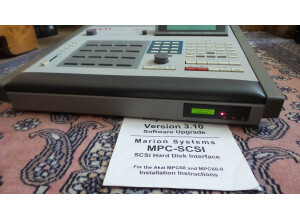 Version 3.10
Software Upgrade
Marion Systems
MPC-SCSI
SCSI Hard Disk Interface
For the Akai MPC60 and MPC60-II
Installation Instructions